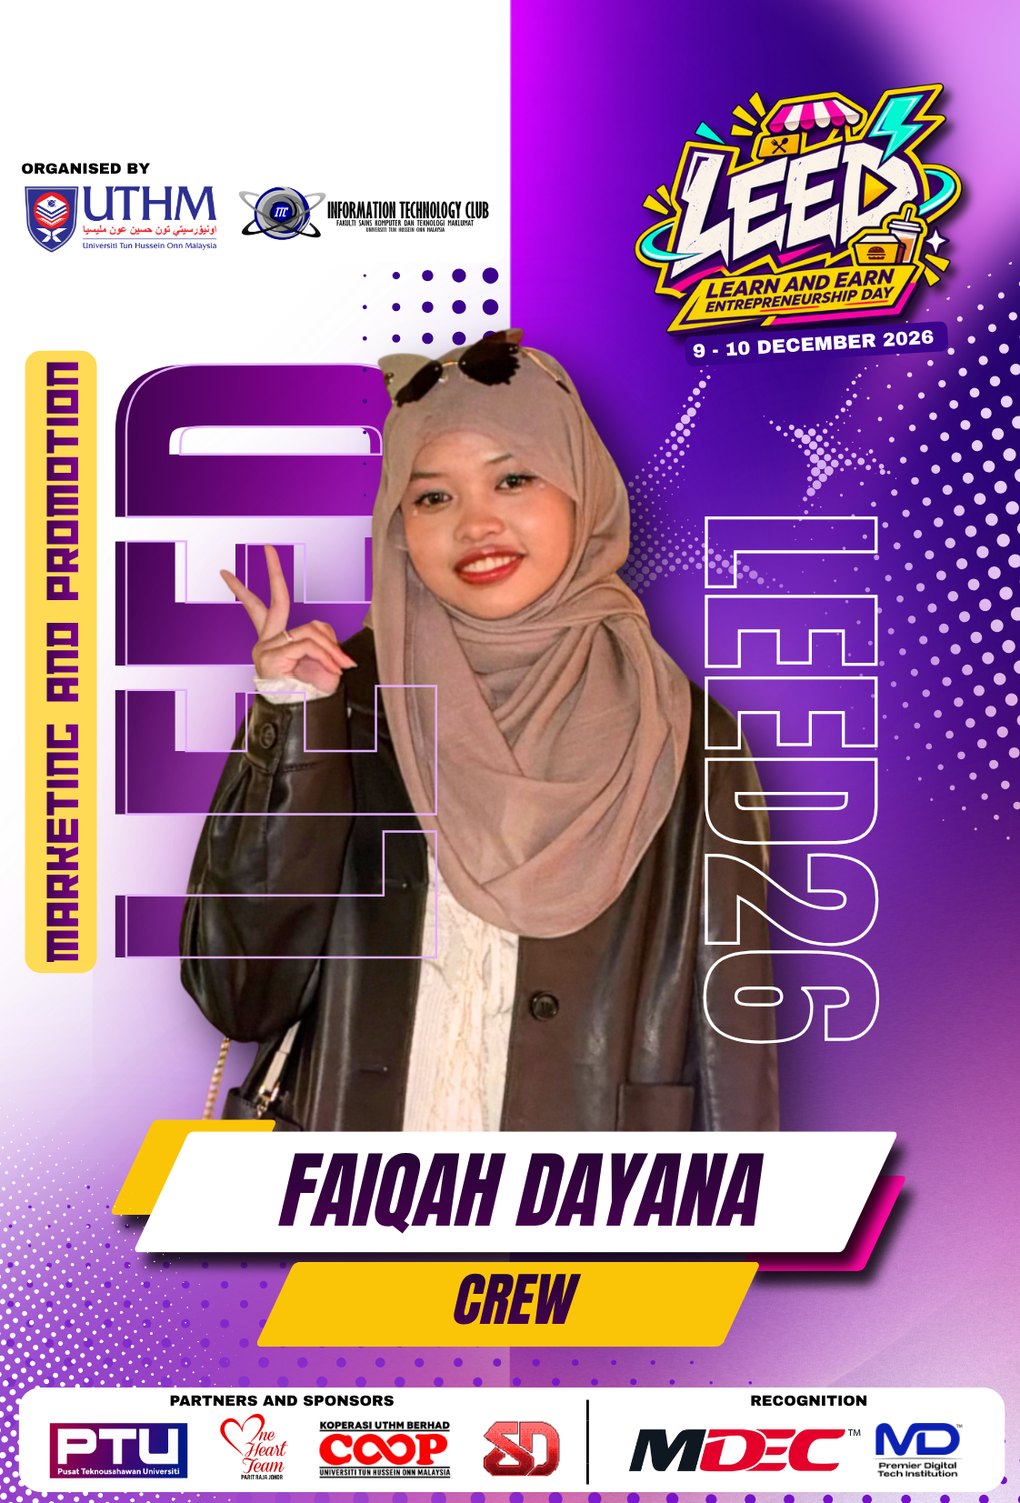 ORGANISED BY
UTHM
اونيۏرسيتي تون حسين عون مليسيا
Universiti Tun Hussein Onn Malaysia
ITC
INFORMATION TECHNOLOGY CLUB
FAKULTI SAINS KOMPUTER DAN TEKNOLOGI MAKLUMAT
UNIVERSITI TUN HUSSEIN ONN MALAYSIA
LEED
LEARN AND EARN
ENTREPRENEURSHIP DAY
9 - 10 DECEMBER 2026
MARKETING AND PROMOTION
LEED
LEED26
FAIQAH DAYANA
CREW
PARTNERS AND SPONSORS
PTU
Pusat Teknousahawan Universiti
One
Heart
Team
PARIT RAJA JOHOR
KOPERASI UTHM BERHAD
COOP
UNIVERSITI TUN HUSSEIN ONN MALAYSIA
SD
RECOGNITION
MDEC™
MD™
Premier Digital
Tech Institution